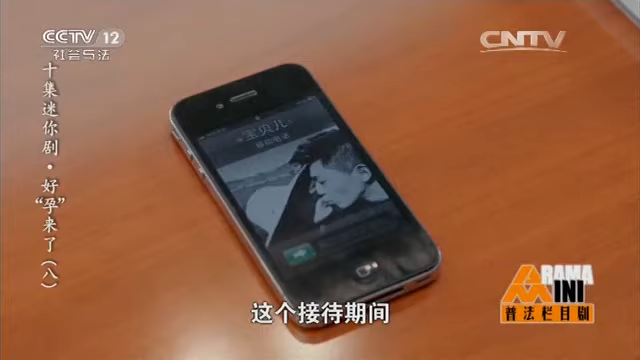 CCTV 12
社会与法
CNTV
十集迷你剧·好“孕”来了(八)
宝贝儿
移动电话
这个接待期间
DRAMA
MINI
普法栏目剧